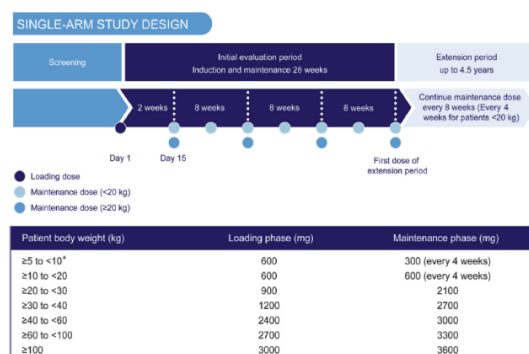 SINGLE-ARM STUDY DESIGN
Screening
Initial evaluation period
Induction and maintenance 26 weeks
Extension period
up to 4.5 years
2 weeks
8 weeks
8 weeks
8 weeks
Continue maintenance dose
every 8 weeks (Every 4
weeks for patients <20 kg)
Day 1
Day 15
First dose of
extension period
Loading dose
Maintenance dose (<20 kg)
Maintenance dose (≥20 kg)
Patient body weight (kg) Loading phase (mg) Maintenance phase (mg)
≥5 to <10* 600 300 (every 4 weeks)
≥10 to <20 600 600 (every 4 weeks)
≥20 to <30 900 2100
≥30 to <40 1200 2700
≥40 to <60 2400 3000
≥60 to <100 2700 3300
≥100 3000 3600